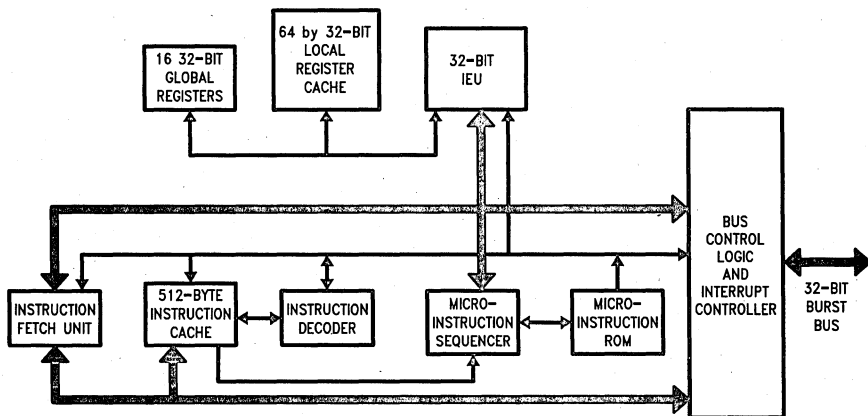 16 32-BIT
GLOBAL
REGISTERS
64 by 32-BIT
LOCAL
REGISTER
CACHE
32-BIT
IEU
INSTRUCTION
FETCH UNIT
512-BYTE
INSTRUCTION
CACHE
INSTRUCTION
DECODER
MICRO-
INSTRUCTION
SEQUENCER
MICRO-
INSTRUCTION
ROM
BUS
CONTROL
LOGIC
AND
INTERRUPT
CONTROLLER
32-BIT
BURST
BUS